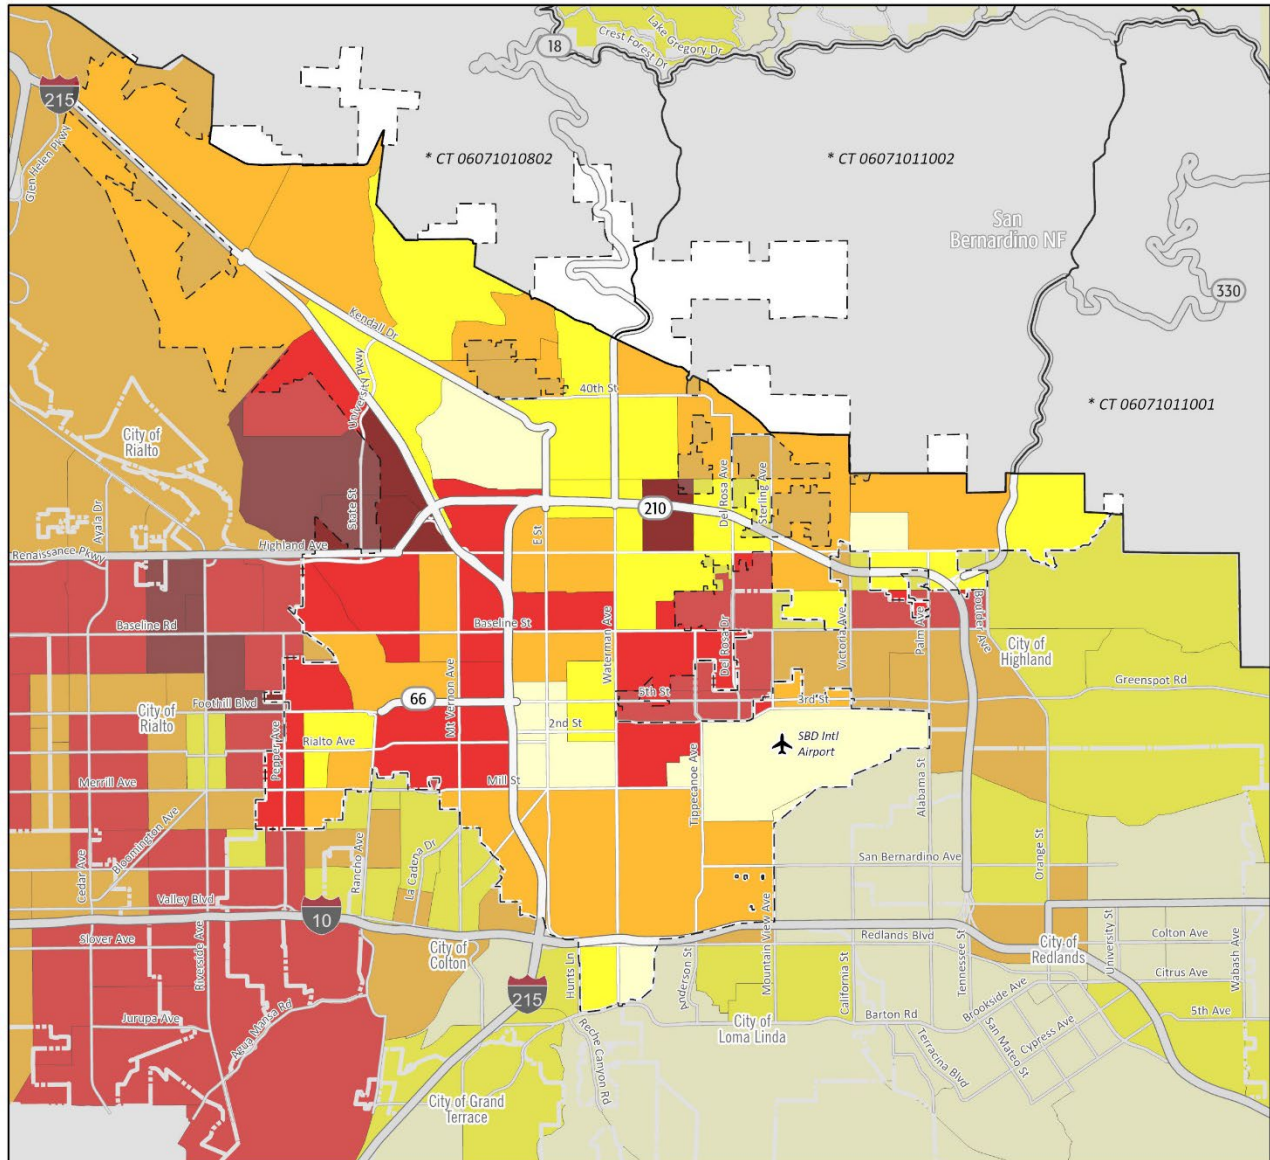 18
Lake Gregory Dr
Crest Forest Dr
215
Glen Helen Pkwy
* CT 06071010802
* CT 06071011002
San
Bernardino NF
330
Kendall Dr
University Pkwy
40th St
* CT 06071011001
City of
Rialto
Ayala Dr
State St
Del Rosa Ave
Sterling Ave
210
E St
Renaissance Pkwy
Highland Ave
Baseline Rd
Baseline St
Waterman Ave
Del Rosa Dr
Victoria Ave
Palm Ave
Boulder Ave
City of
Highland
Mt Vernon Ave
66
5th St
3rd St
Greenspot Rd
Foothill Blvd
City of
Rialto
2nd St
Pepper Ave
Rialto Ave
SBD Intl
Airport
Merrill Ave
Mill St
Tippecanoe Ave
Alabama St
Bloomington Ave
Cedar Ave
Rancho Ave
La Cadena Dr
San Bernardino Ave
Orange St
Valley Blvd
10
Mountain View Ave
Slover Ave
Riverside Ave
City of
Colton
Redlands Blvd
Tennessee St
City of
Redlands
University St
Colton Ave
Wabash Ave
Citrus Ave
215
Hunts Ln
Anderson St
California St
Brookside Ave
5th Ave
Jurupa Ave
Agua Mansa Rd
Reche Canyon Rd
City of
Loma Linda
Barton Rd
Terracina Blvd
San Mateo St
Cypress Ave
City of Grand
Terrace